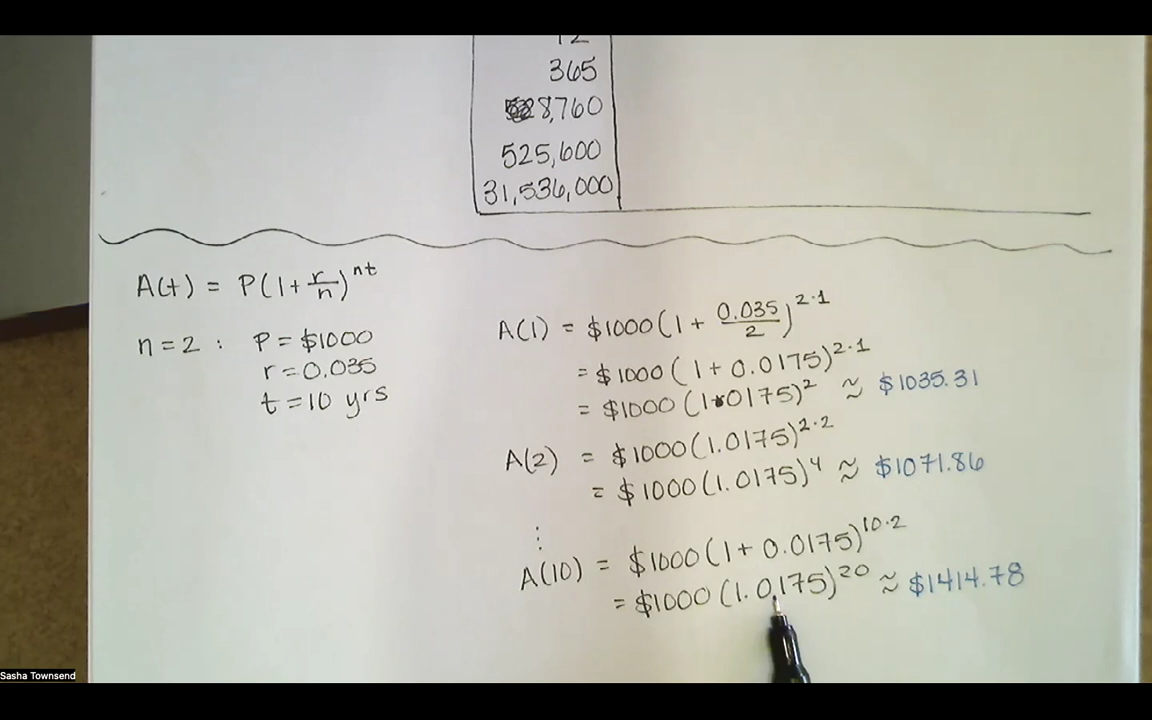 12
365
8,760
525,600
31,536,000
A(t) = P(1+r/n)^nt
n=2 : P=$1000
r=0.035
t=10 yrs
A(1) = $1000(1 + 0.035/2)^2·1
= $1000(1+0.0175)^2·1
= $1000(1.0175)^2 ≈ $1035.31
A(2) = $1000(1.0175)^2·2
= $1000(1.0175)^4 ≈ $1071.86
⋮
A(10) = $1000(1+0.0175)^10·2
= $1000(1.0175)^20 ≈ $1414.78
Sasha Townsend